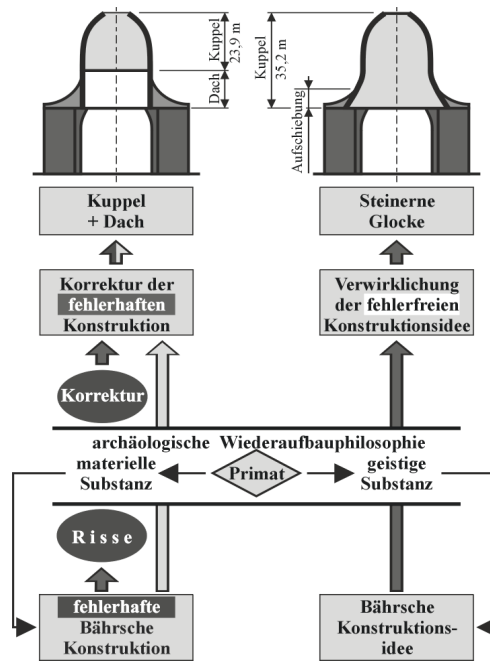 Kuppel
23,9 m
Dach
Kuppel
35,2 m
Aufschiebung
Kuppel
+ Dach
Steinerne
Glocke
Korrektur der
fehlerhaften
Konstruktion
Verwirklichung
der fehlerfreien
Konstruktionsidee
Korrektur
archäologische Wiederaufbauphilosophie
materielle
Substanz
Primat
geistige
Substanz
Risse
fehlerhafte
Bährsche
Konstruktion
Bährsche
Konstruktions-
idee